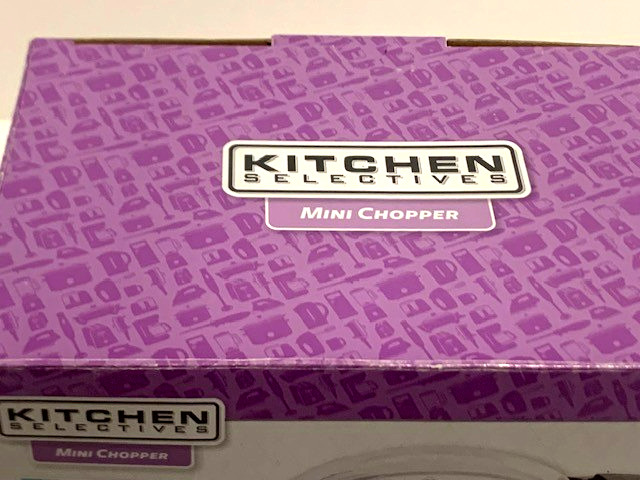 KITCHEN
SELECTIVES
MINI CHOPPER
KITCHEN
SELECTIVES
MINI CHOPPER